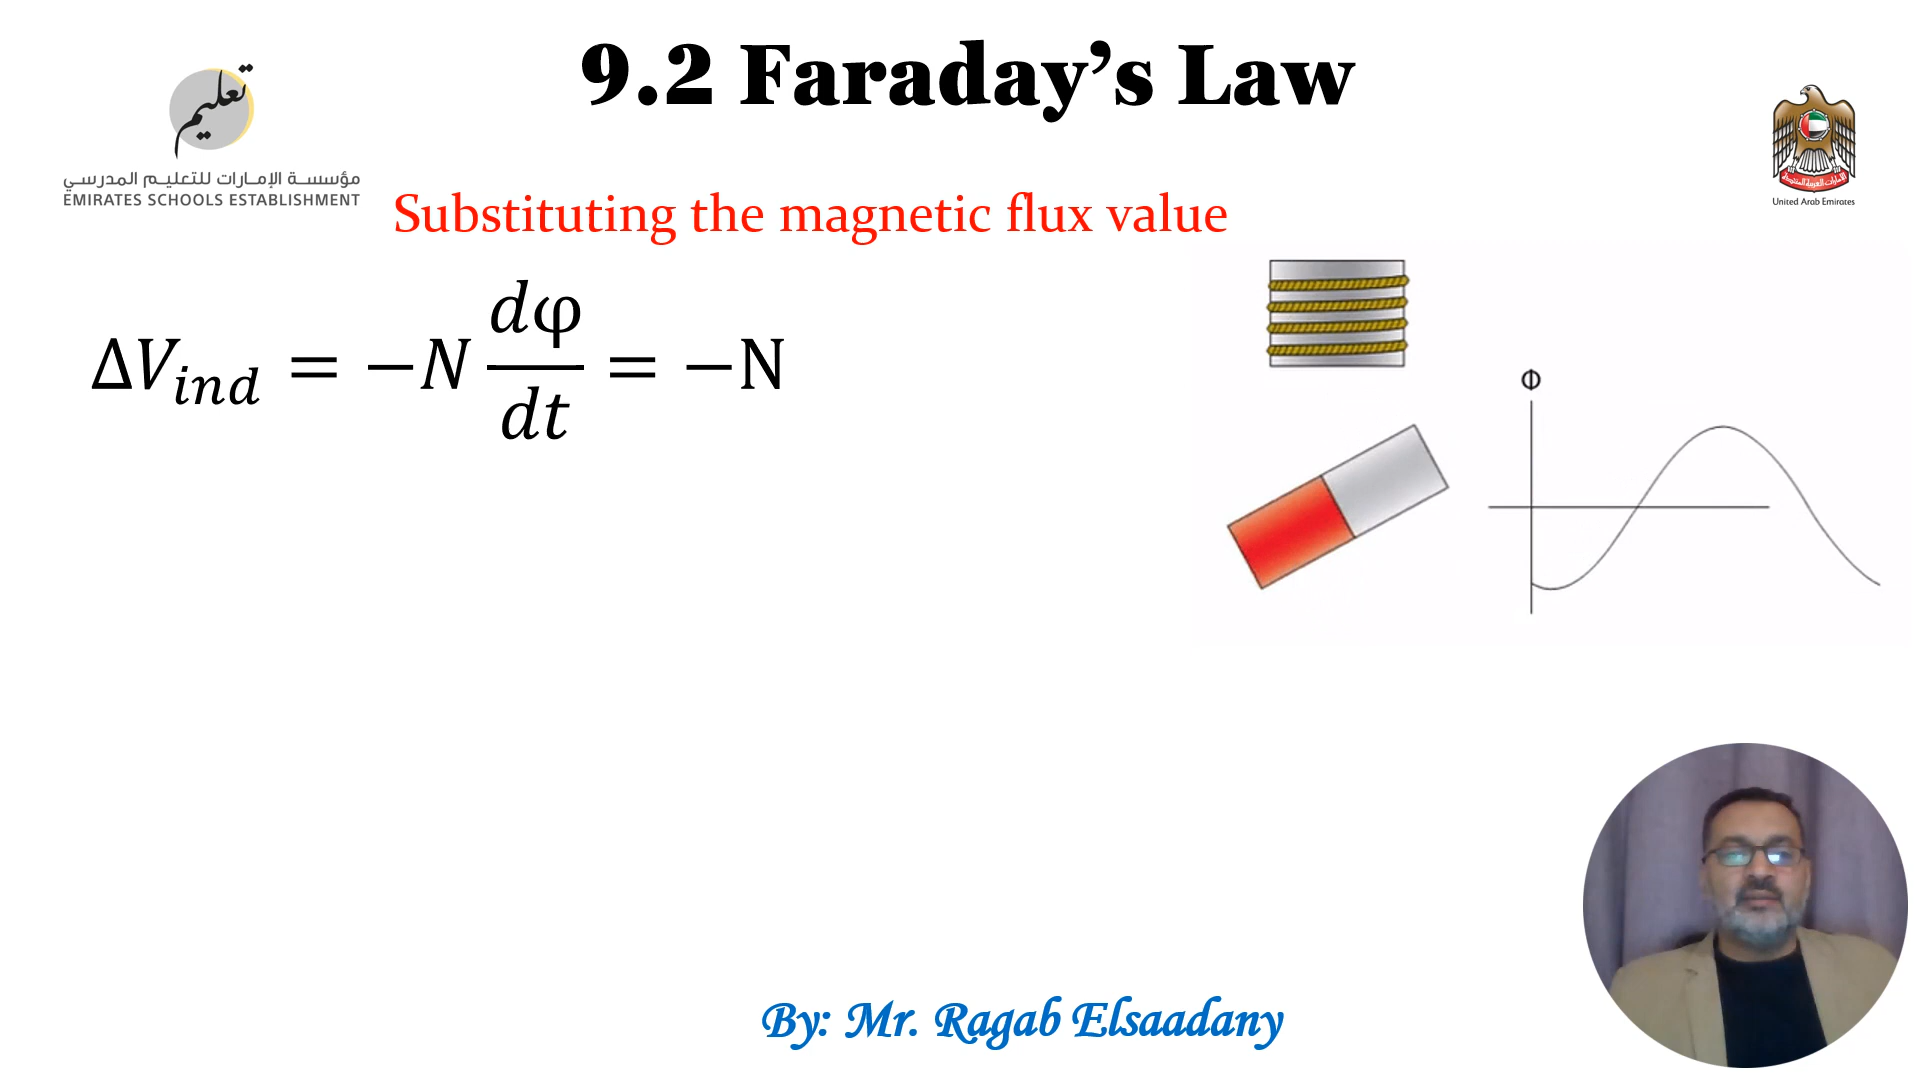 9.2 Faraday’s Law
تعليم
مؤسسة الإمارات للتعليم المدرسي
EMIRATES SCHOOLS ESTABLISHMENT
United Arab Emirates
Substituting the magnetic flux value
ΔV_ind = −N dφ/dt = −N
Φ
By: Mr. Ragab Elsaadany